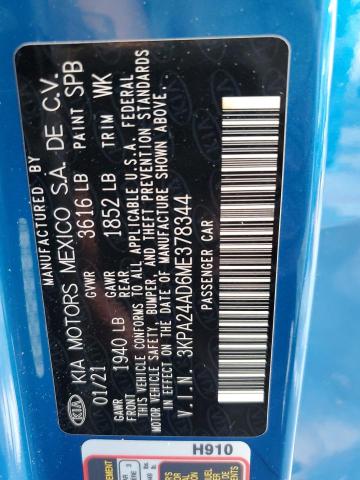 MANUFACTURED BY
KIA KIA MOTORS MEXICO S.A. DE C.V.
01/21 GVWR 3616 LB PAINT SPB
GAWR FRONT 1940 LB GAWR REAR 1852 LB TRIM WK
THIS VEHICLE CONFORMS TO ALL APPLICABLE U.S.A. FEDERAL
MOTOR VEHICLE SAFETY, BUMPER, AND THEFT PREVENTION STANDARDS
IN EFFECT ON THE DATE OF MANUFACTURE SHOWN ABOVE.
V.I.N. 3KPA24AD6ME378344
PASSENGER CAR
H910